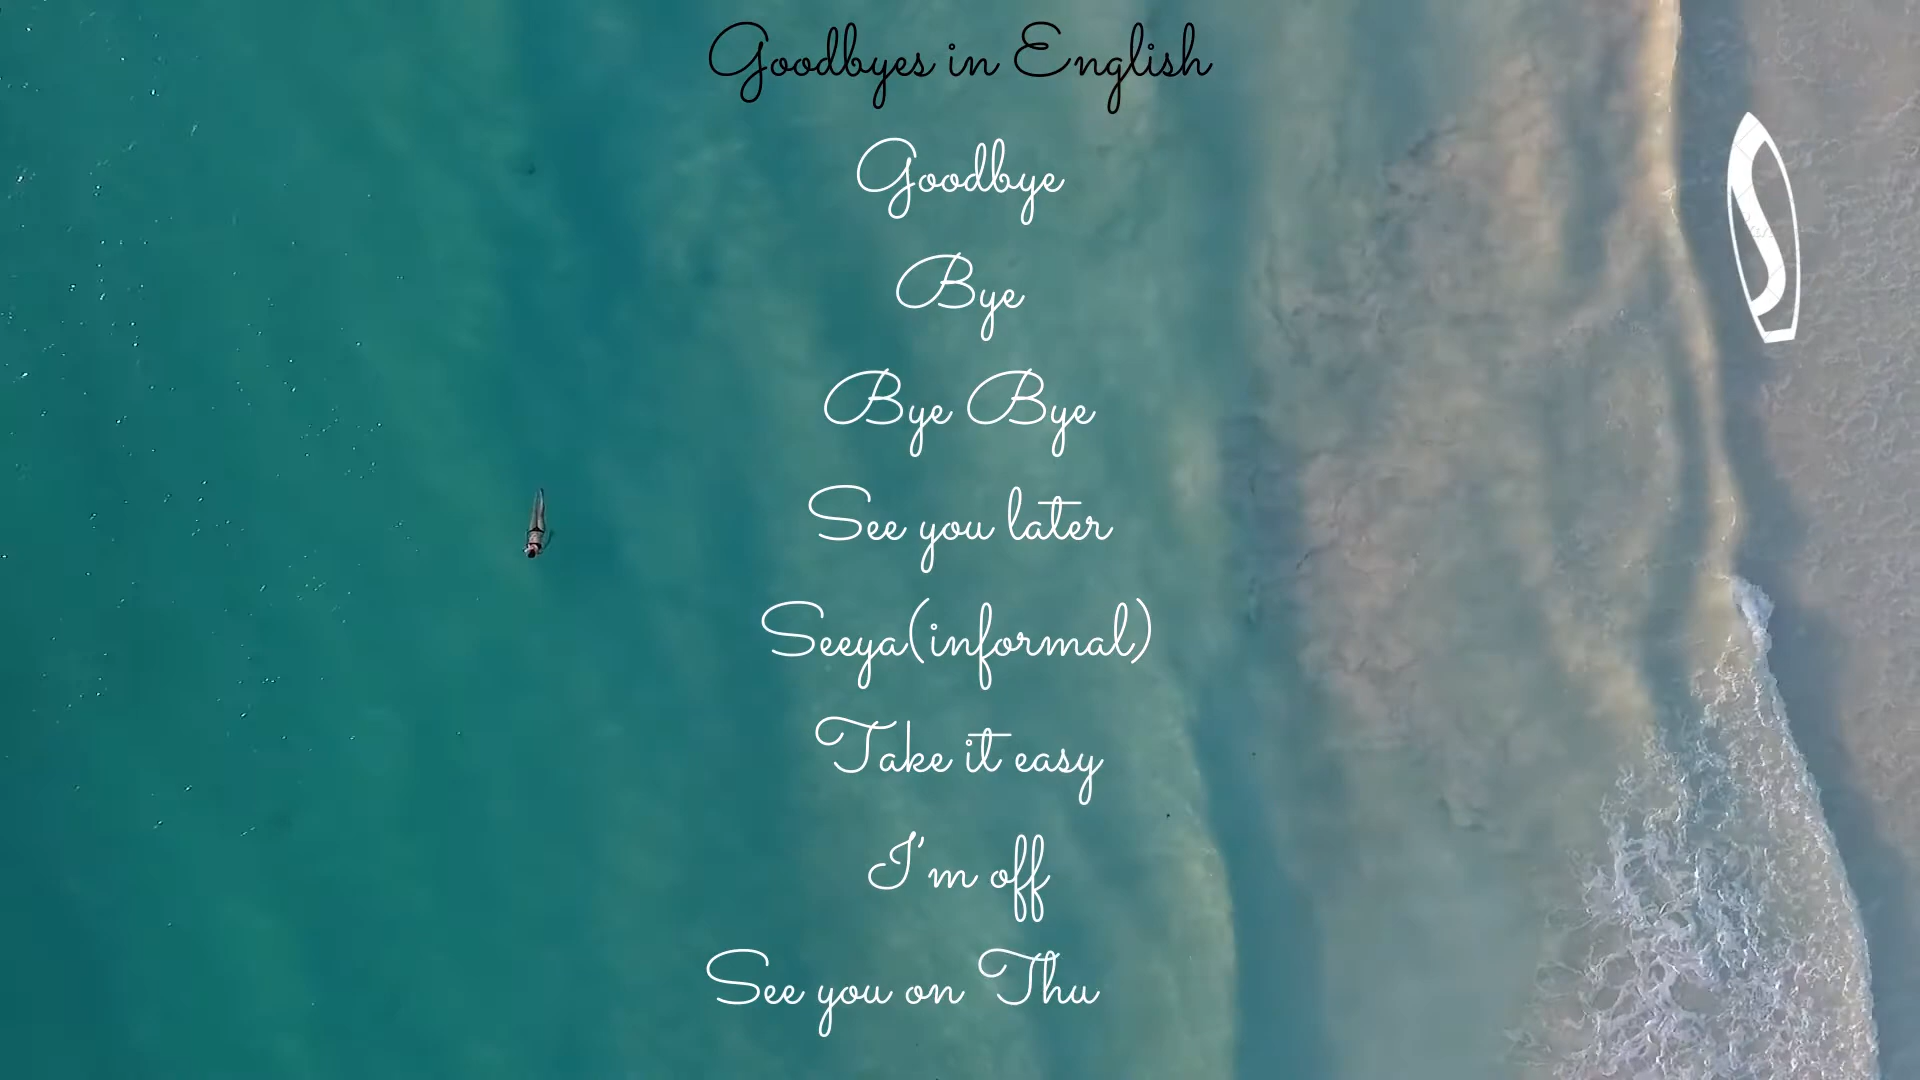 Goodbyes in English
Goodbye
Bye
Bye Bye
See you later
Seeya(informal)
Take it easy
I'm off
See you on Thu
S